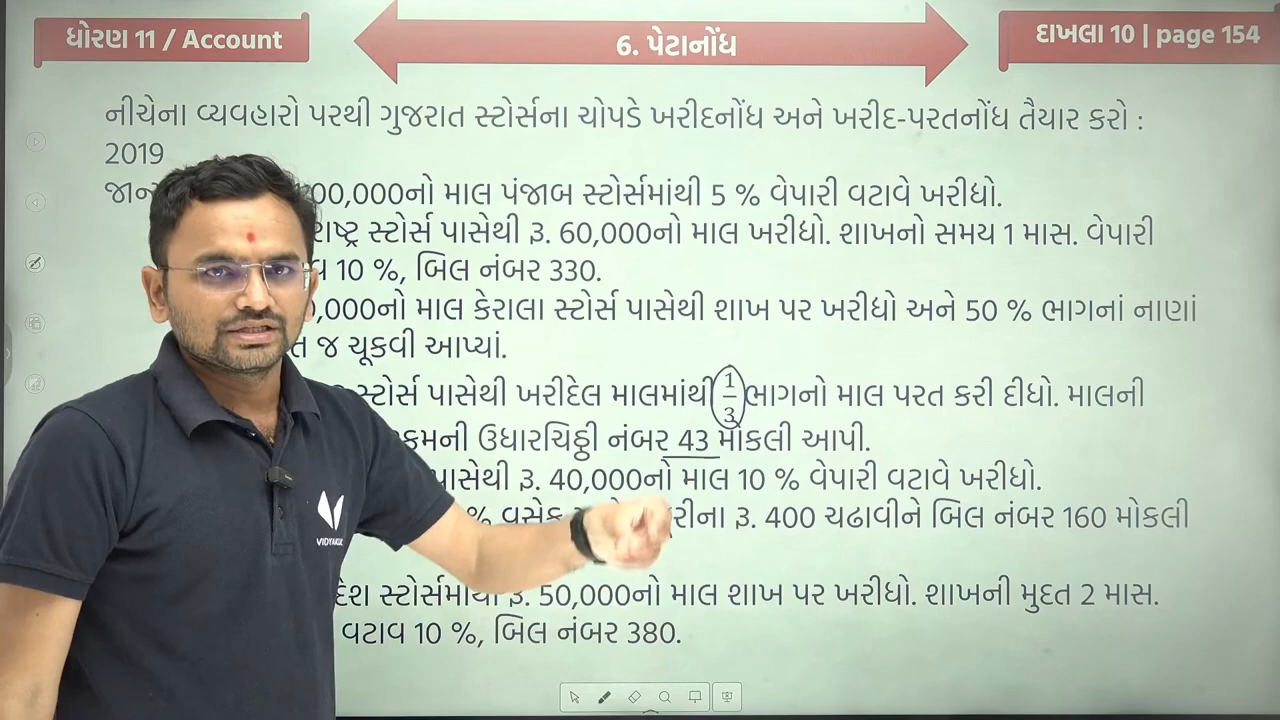 ધોરણ 11 / Account
6. પેટાનોંધ
દાખલા 10 | page 154
નીચેના વ્યવહારો પરથી ગુજરાત સ્ટોર્સના ચોપડે ખરીદનોંધ અને ખરીદ-પરતનોંધ તૈયાર કરો :
2019
00,000નો માલ પંજાબ સ્ટોર્સમાંથી 5 % વેપારી વટાવે ખરીધો.
સ્ટોર્સ પાસેથી રૂ. 60,000નો માલ ખરીધો. શાખનો સમય 1 માસ. વેપારી
10 %, બિલ નંબર 330.
0,000નો માલ કેરાલા સ્ટોર્સ પાસેથી શાખ પર ખરીધો અને 50 % ભાગનાં નાણાં
જ ચૂકવી આપ્યાં.
સ્ટોર્સ પાસેથી ખરીદેલ માલમાંથી 1/3 ભાગનો માલ પરત કરી દીધો. માલની
ઉધારચિઠ્ઠી નંબર 43 મોકલી આપી.
પાસેથી રૂ. 40,000નો માલ 10 % વેપારી વટાવે ખરીધો.
% રૂ. 400 ચઢાવીને બિલ નંબર 160 મોકલી
સ્ટોર્સમાંથી રૂ. 50,000નો માલ શાખ પર ખરીધો. શાખની મુદત 2 માસ.
વટાવ 10 %, બિલ નંબર 380.
VIDYAKUL